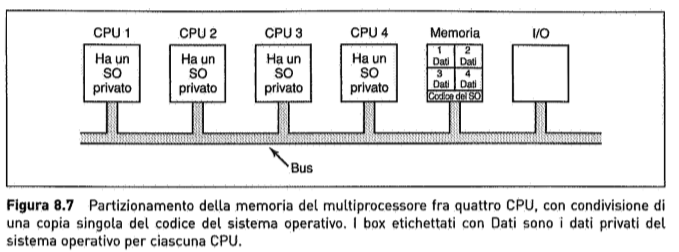 CPU 1 CPU 2 CPU 3 CPU 4 Memoria I/O
Ha un SO privato
Ha un SO privato
Ha un SO privato
Ha un SO privato
1 Dati
2 Dati
3 Dati
4 Dati
Codice del SO
Bus
Figura 8.7 Partizionamento della memoria del multiprocessore fra quattro CPU, con condivisione di
una copia singola del codice del sistema operativo. I box etichettati con Dati sono i dati privati del
sistema operativo per ciascuna CPU.